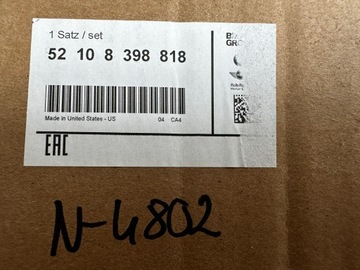 1 Satz / set
52 10 8 398 818
Made in United States - US 04 CA4
EAC
N-4802